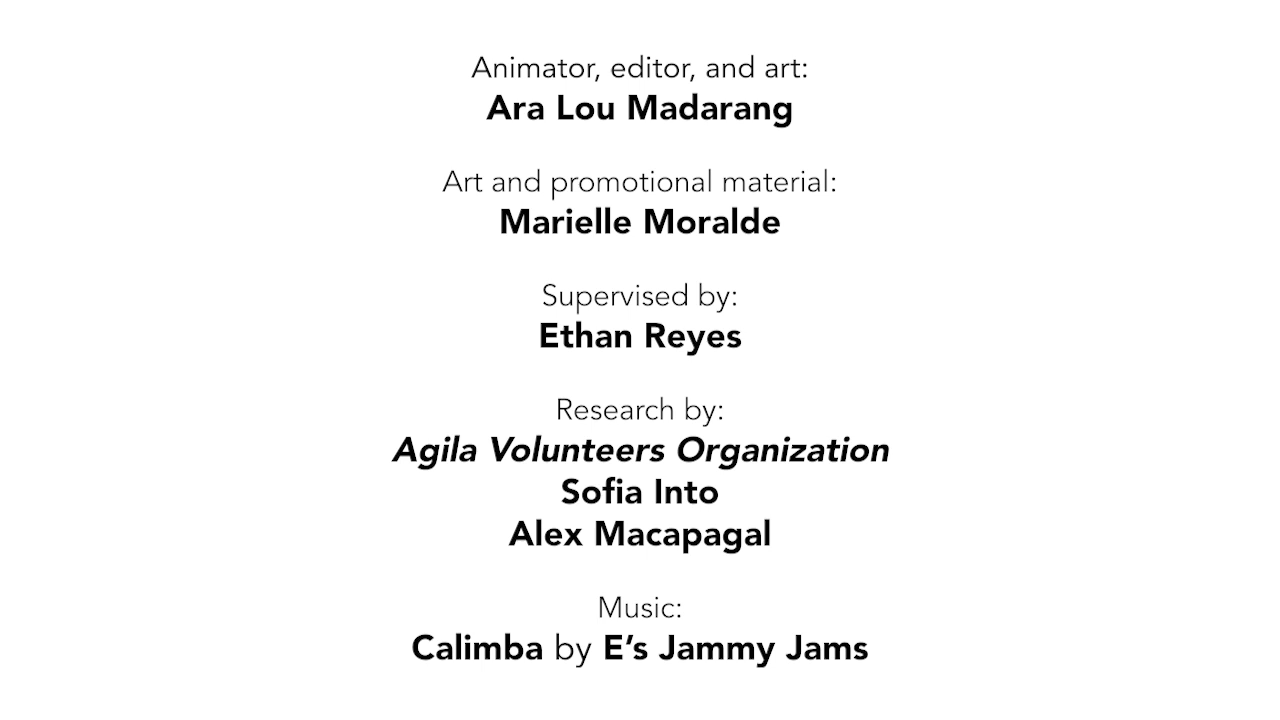 Animator, editor, and art:
Ara Lou Madarang
Art and promotional material:
Marielle Moralde
Supervised by:
Ethan Reyes
Research by:
Agila Volunteers Organization
Sofia Into
Alex Macapagal
Music:
Calimba by E’s Jammy Jams